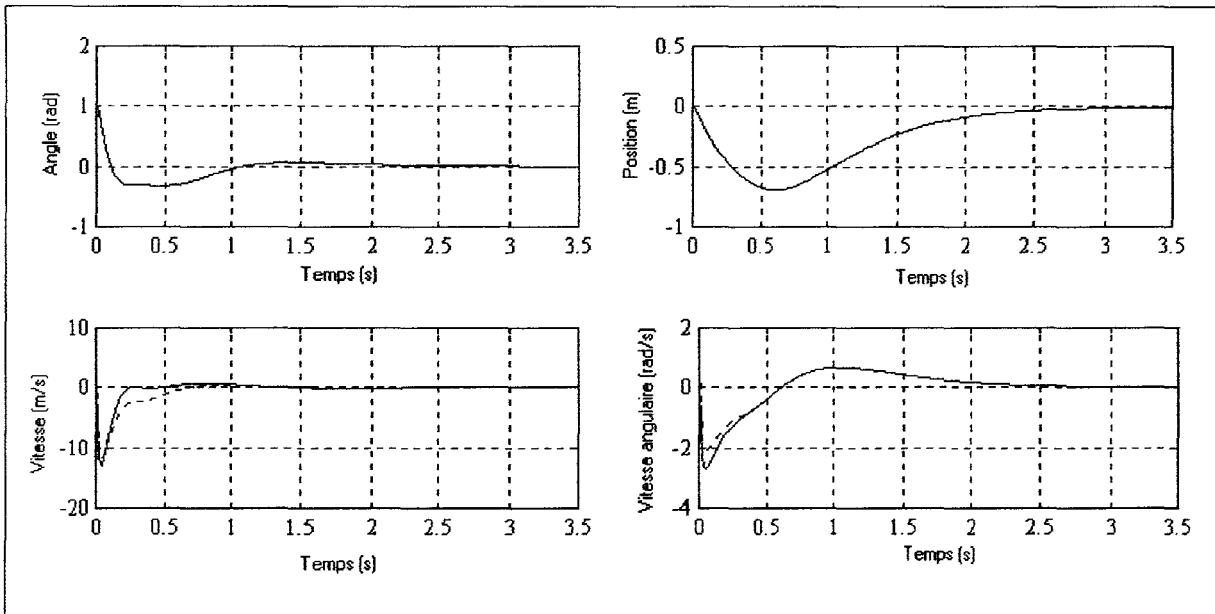 2
1
0
-1
Angle (rad)
0 0.5 1 1.5 2 2.5 3 3.5
Temps (s)
0.5
0
-0.5
-1
Position (m)
0 0.5 1 1.5 2 2.5 3 3.5
Temps (s)
10
0
-10
-20
Vitesse (m/s)
0 0.5 1 1.5 2 2.5 3 3.5
Temps (s)
2
0
-2
-4
Vitesse angulaire (rad/s)
0 0.5 1 1.5 2 2.5 3 3.5
Temps (s)